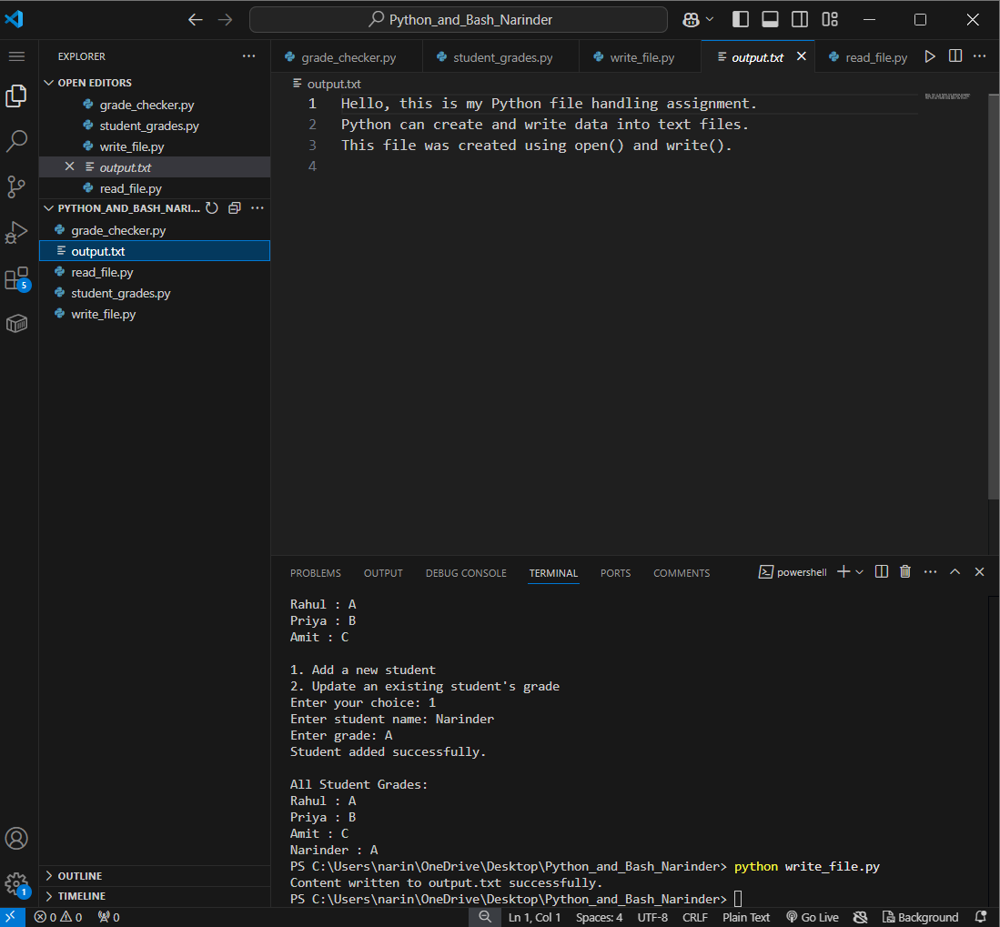 Python_and_Bash_Narinder
EXPLORER
OPEN EDITORS
grade_checker.py
student_grades.py
write_file.py
output.txt
read_file.py
PYTHON_AND_BASH_NARI...
grade_checker.py
output.txt
read_file.py
student_grades.py
write_file.py
OUTLINE
TIMELINE
5
1
grade_checker.py student_grades.py write_file.py output.txt read_file.py
output.txt
1 Hello, this is my Python file handling assignment.
2 Python can create and write data into text files.
3 This file was created using open() and write().
4
PROBLEMS OUTPUT DEBUG CONSOLE TERMINAL PORTS COMMENTS powershell
Rahul : A
Priya : B
Amit : C
1. Add a new student
2. Update an existing student's grade
Enter your choice: 1
Enter student name: Narinder
Enter grade: A
Student added successfully.
All Student Grades:
Rahul : A
Priya : B
Amit : C
Narinder : A
PS C:\Users\narin\OneDrive\Desktop\Python_and_Bash_Narinder> python write_file.py
Content written to output.txt successfully.
PS C:\Users\narin\OneDrive\Desktop\Python_and_Bash_Narinder>
0 0 0 Ln 1, Col 1 Spaces: 4 UTF-8 CRLF Plain Text Go Live Background